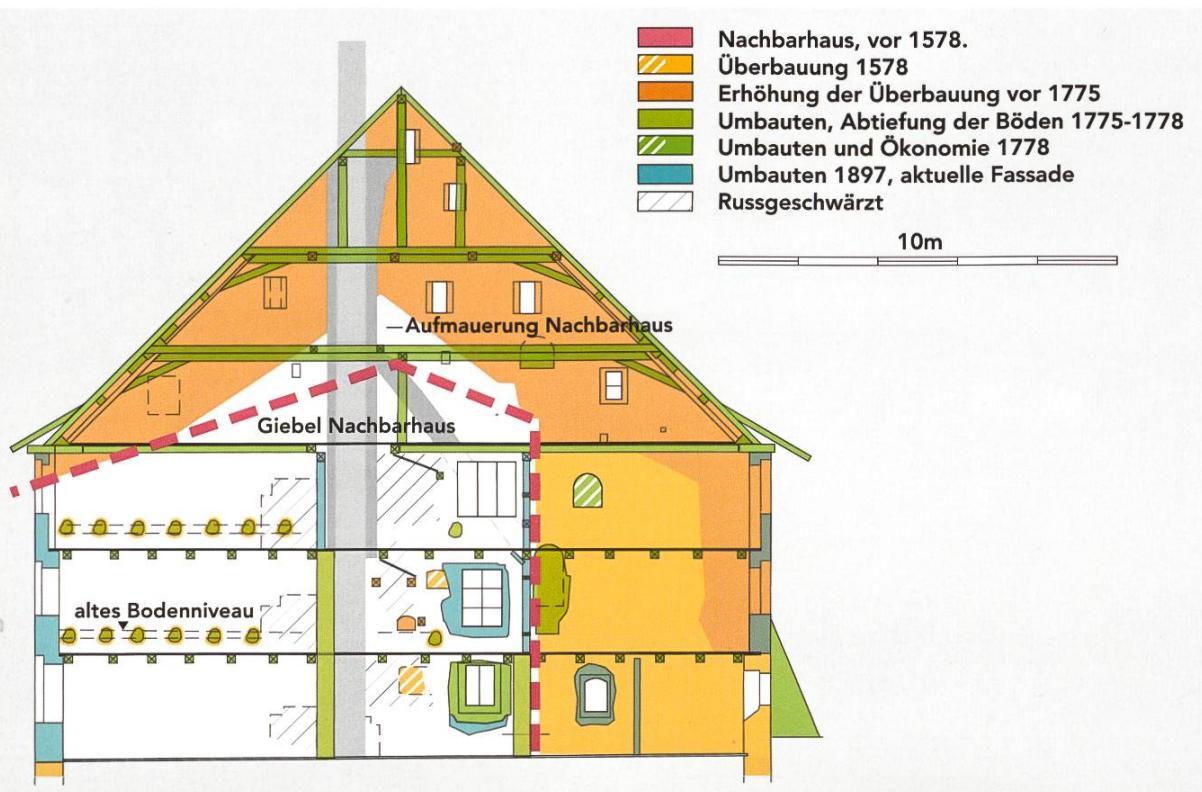 Nachbarhaus, vor 1578.
Überbauung 1578
Erhöhung der Überbauung vor 1775
Umbauten, Abtiefung der Böden 1775-1778
Umbauten und Ökonomie 1778
Umbauten 1897, aktuelle Fassade
Russgeschwärzt
10m
Aufmauerung Nachbarhaus
Giebel Nachbarhaus
altes Bodenniveau